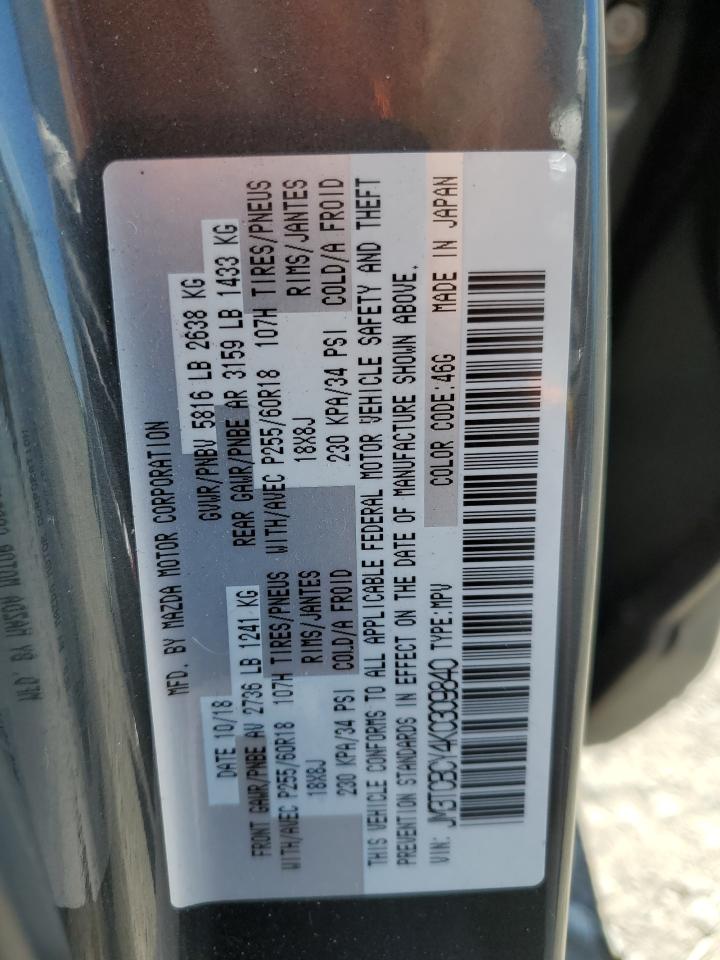 MFD. BY MAZDA MOTOR CORPORATION
DATE 10/18 GVWR/PNBV 5816 LB 2638 KG
FRONT GAWR/PNBE AV 2736 LB 1241 KG REAR GAWR/PNBE AR 3159 LB 1433 KG
WITH/AVEC P255/60R18 107H TIRES/PNEUS WITH/AVEC P255/60R18 107H TIRES/PNEUS
18X8J RIMS/JANTES 18X8J RIMS/JANTES
230 KPA/34 PSI COLD/A FROID 230 KPA/34 PSI COLD/A FROID
THIS VEHICLE CONFORMS TO ALL APPLICABLE FEDERAL MOTOR VEHICLE SAFETY AND THEFT
PREVENTION STANDARDS IN EFFECT ON THE DATE OF MANUFACTURE SHOWN ABOVE.
VIN: JM3TCBCY4K0309840 TYPE:MPV COLOR CODE:46G MADE IN JAPAN